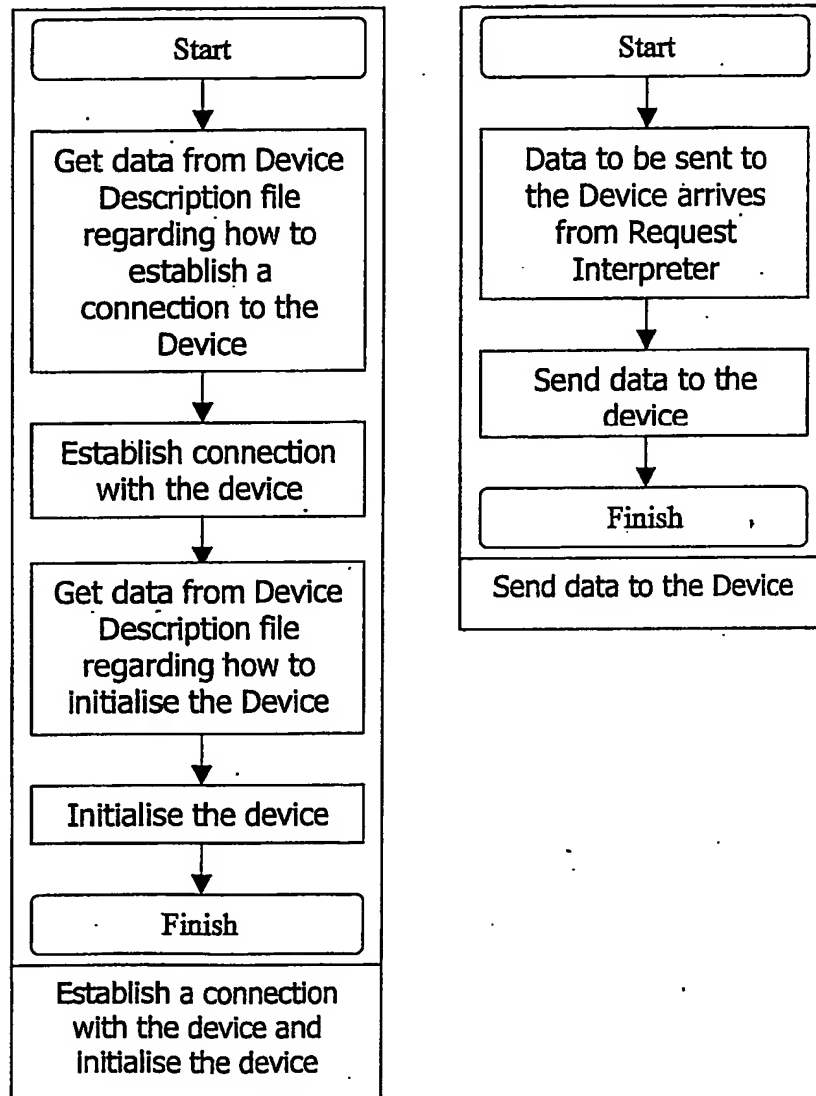 Start
Get data from Device
Description file
regarding how to
establish a
connection to the
Device
Establish connection
with the device
Get data from Device
Description file
regarding how to
initialise the Device
Initialise the device
Finish
Establish a connection
with the device and
initialise the device
Start
Data to be sent to
the Device arrives
from Request
Interpreter
Send data to the
device
Finish
Send data to the Device